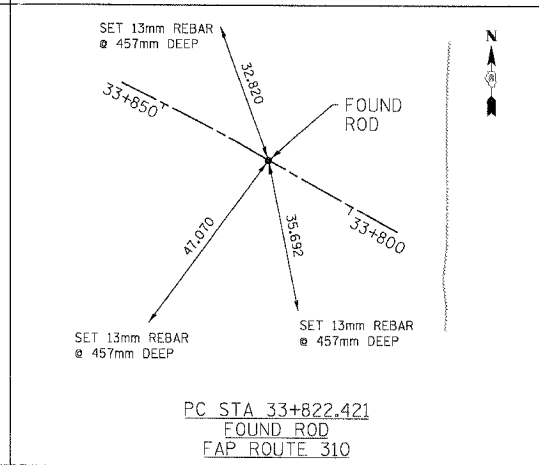 SET 13mm REBAR
@ 457mm DEEP
N
32.820
33+850
FOUND
ROD
47.070
35.692
33+800
SET 13mm REBAR
@ 457mm DEEP
SET 13mm REBAR
@ 457mm DEEP
PC STA 33+822.421
FOUND ROD
FAP ROUTE 310